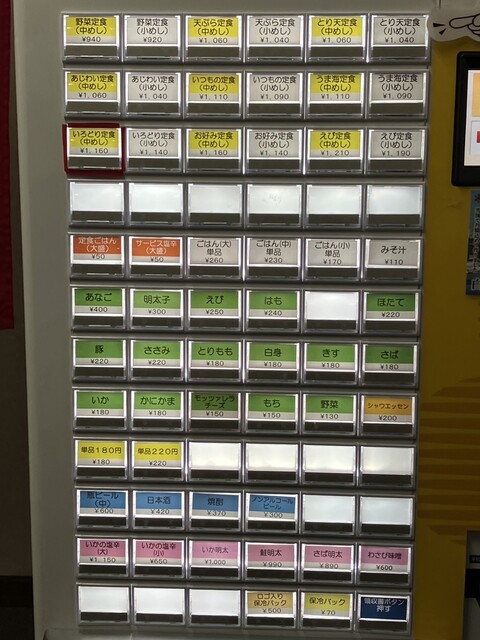 野菜定食
(中めし)
¥940
野菜定食
(小めし)
¥920
天ぷら定食
(中めし)
¥1,060
天ぷら定食
(小めし)
¥1,040
とり天定食
(中めし)
¥1,060
とり天定食
(小めし)
¥1,040
あじわい定食
(中めし)
¥1,060
あじわい定食
(小めし)
¥1,040
いつもの定食
(中めし)
¥1,110
いつもの定食
(小めし)
¥1,090
うま海定食
(中めし)
¥1,110
うま海定食
(小めし)
¥1,090
いろどり定食
(中めし)
¥1,160
いろどり定食
(小めし)
¥1,140
お好み定食
(中めし)
¥1,160
お好み定食
(小めし)
¥1,140
えび定食
(中めし)
¥1,210
えび定食
(小めし)
¥1,190
定食ごはん
(大盛)
¥50
サービス塩辛
(大盛)
¥50
ごはん(大)
単品
¥260
ごはん(中)
単品
¥230
ごはん(小)
単品
¥170
みそ汁
¥110
あなご
¥400
明太子
¥300
えび
¥250
はも
¥240
ほたて
¥220
豚
¥220
ささみ
¥220
とりもも
¥180
白身
¥180
きす
¥180
さば
¥180
いか
¥180
かにかま
¥180
モッツァレラ
チーズ
¥150
もち
¥150
野菜
¥130
シャウエッセン
¥200
単品180円
¥180
単品220円
¥220
瓶ビール
(中)
¥600
日本酒
¥420
焼酎
¥370
ノンアルコール
ビール
¥300
いかの塩辛
(大)
¥1,150
いかの塩辛
(小)
¥650
いか明太
¥1,000
鮭明太
¥990
さば明太
¥890
わさび味噌
¥600
ロゴ入り
保冷パック
¥500
保冷パック
¥70
領収書ボタン
押す